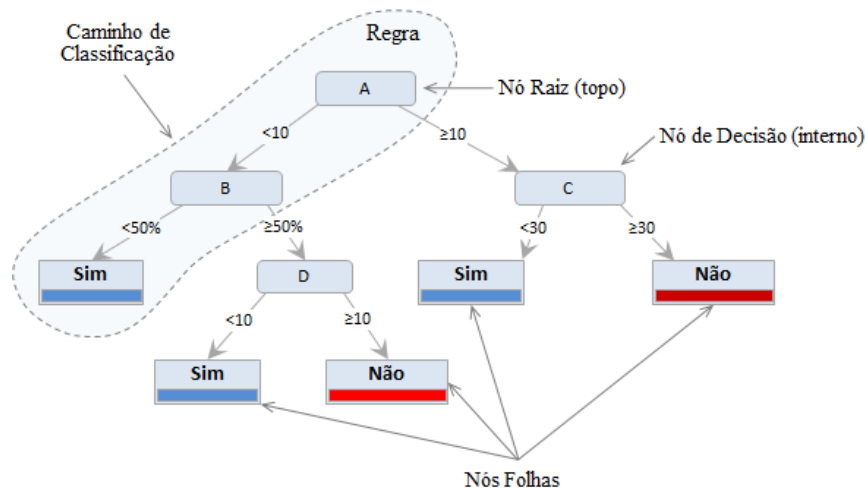 Caminho de
Classificação
Regra
A
Nó Raiz (topo)
<10
≥10
Nó de Decisão (interno)
B
C
<50%
≥50%
<30
≥30
Sim
D
Sim
Não
<10
≥10
Sim
Não
Nós Folhas